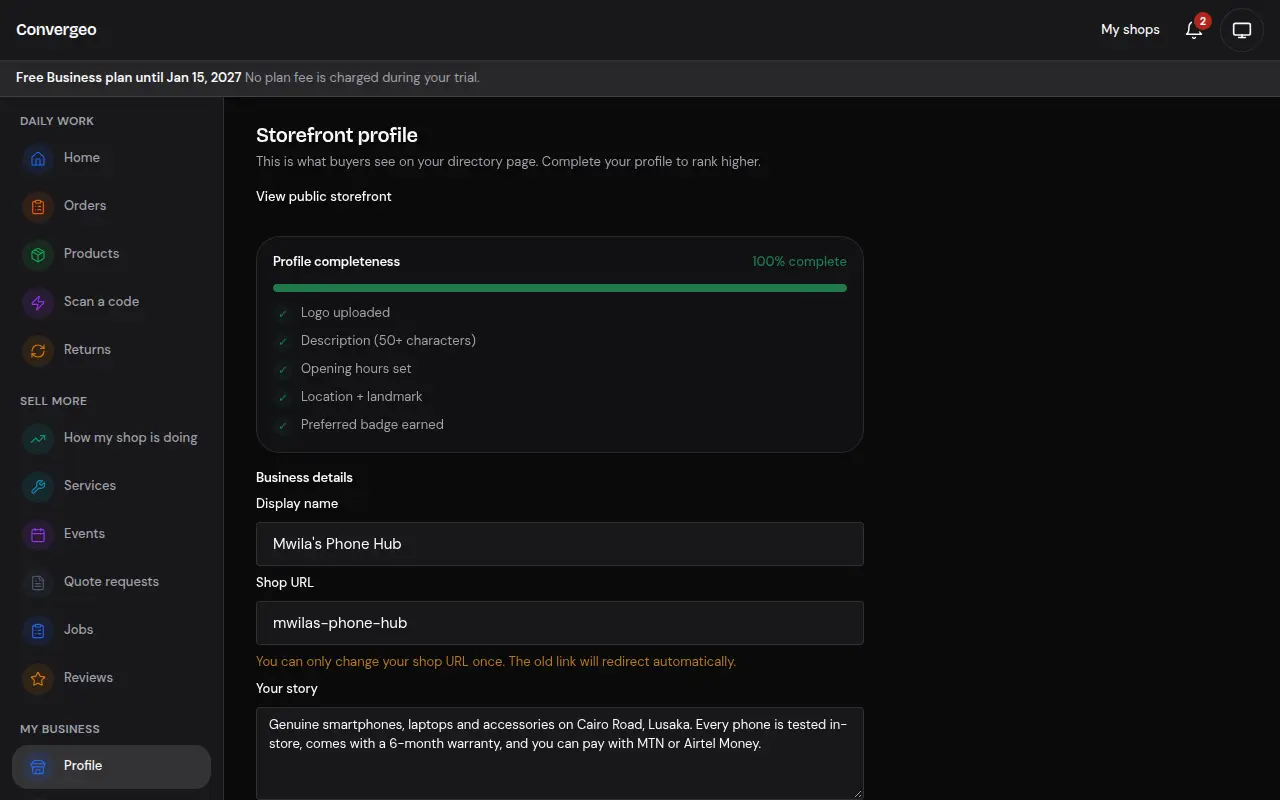 Convergeo
My shops
2
Free Business plan until Jan 15, 2027 No plan fee is charged during your trial.
DAILY WORK
Home
Orders
Products
Scan a code
Returns
SELL MORE
How my shop is doing
Services
Events
Quote requests
Jobs
Reviews
MY BUSINESS
Profile
Storefront profile
This is what buyers see on your directory page. Complete your profile to rank higher.
View public storefront
Profile completeness
100% complete
✓ Logo uploaded
✓ Description (50+ characters)
✓ Opening hours set
✓ Location + landmark
✓ Preferred badge earned
Business details
Display name
Mwila's Phone Hub
Shop URL
mwilas-phone-hub
You can only change your shop URL once. The old link will redirect automatically.
Your story
Genuine smartphones, laptops and accessories on Cairo Road, Lusaka. Every phone is tested in-
store, comes with a 6-month warranty, and you can pay with MTN or Airtel Money.